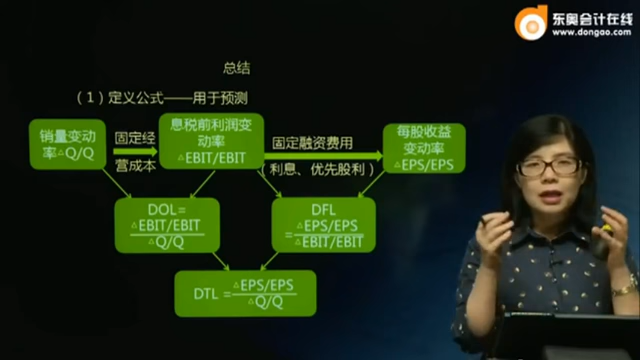 东奥会计在线
www.dongao.com
总结
（1）定义公式——用于预测
销量变动
率△Q/Q
固定经
营成本
息税前利润变
动率
△EBIT/EBIT
固定融资费用
（利息、优先股利）
每股收益
变动率
△EPS/EPS
DOL=
△EBIT/EBIT
△Q/Q
DFL
=△EPS/EPS
△EBIT/EBIT
DTL =△EPS/EPS
△Q/Q